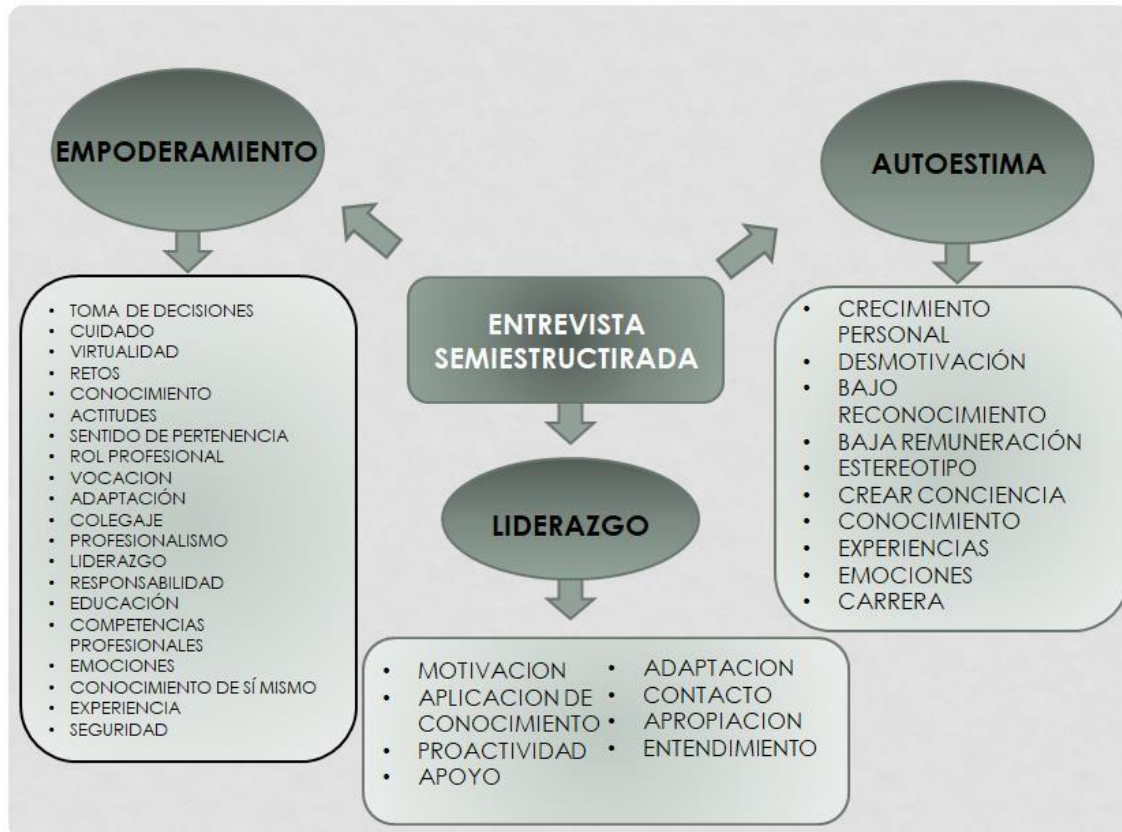 EMPODERAMIENTO
• TOMA DE DECISIONES
• CUIDADO
• VIRTUALIDAD
• RETOS
• CONOCIMIENTO
• ACTITUDES
• SENTIDO DE PERTENENCIA
• ROL PROFESIONAL
• VOCACION
• ADAPTACIÓN
• COLEGAJE
• PROFESIONALISMO
• LIDERAZGO
• RESPONSABILIDAD
• EDUCACIÓN
• COMPETENCIAS
PROFESIONALES
• EMOCIONES
• CONOCIMIENTO DE SÍ MISMO
• EXPERIENCIA
• SEGURIDAD
ENTREVISTA
SEMIESTRUCTIRADA
LIDERAZGO
• MOTIVACION
• APLICACION DE
CONOCIMIENTO
• PROACTIVIDAD
• APOYO
• ADAPTACION
• CONTACTO
• APROPIACION
• ENTENDIMIENTO
AUTOESTIMA
• CRECIMIENTO
PERSONAL
• DESMOTIVACIÓN
• BAJO
RECONOCIMIENTO
• BAJA REMUNERACIÓN
• ESTEREOTIPO
• CREAR CONCIENCIA
• CONOCIMIENTO
• EXPERIENCIAS
• EMOCIONES
• CARRERA